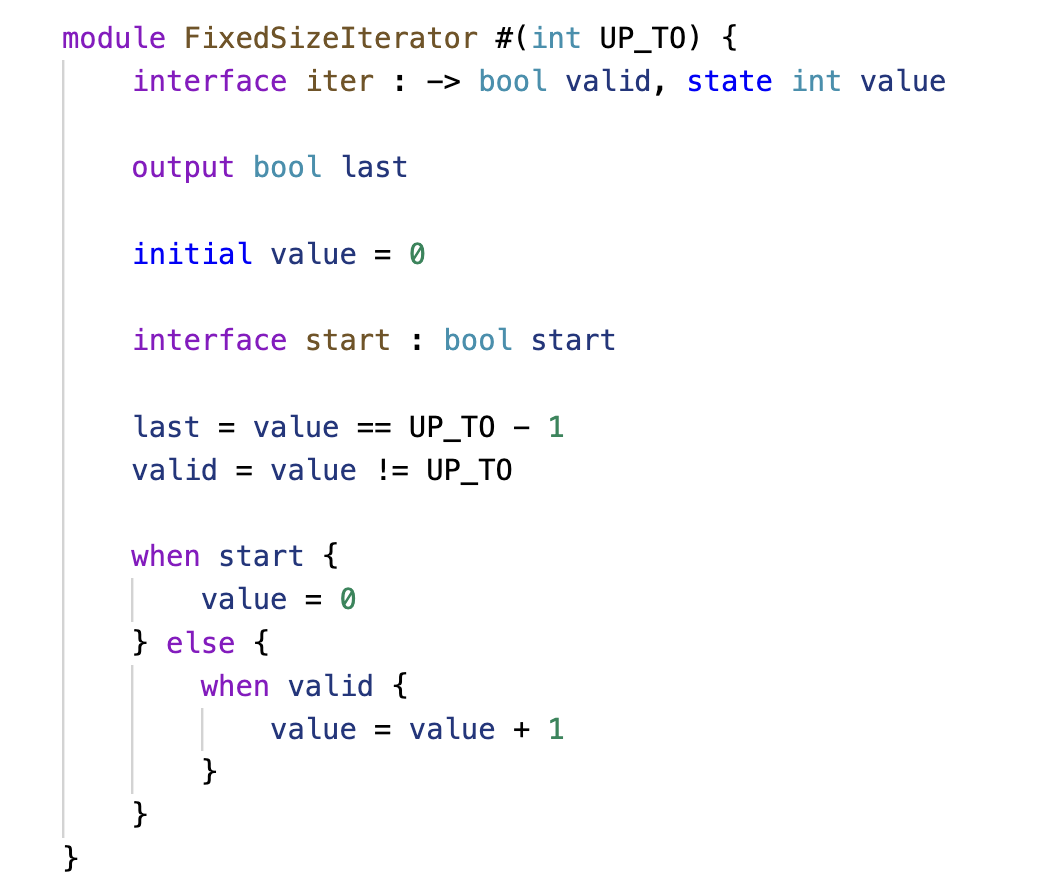 module FixedSizeIterator #(int UP_TO) {
    interface iter : -> bool valid, state int value

    output bool last

    initial value = 0

    interface start : bool start

    last = value == UP_TO - 1
    valid = value != UP_TO

    when start {
        value = 0
    } else {
        when valid {
            value = value + 1
        }
    }
}